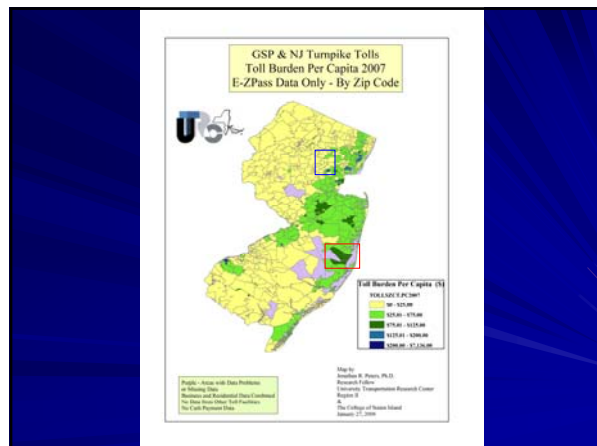 GSP & NJ Turnpike Tolls
Toll Burden Per Capita 2007
E-ZPass Data Only - By Zip Code
Toll Burden Per Capita ($)
TOLLSZCT.PC2007
$0 - $25.00
$25.01 - $75.00
$75.01 - $125.00
$125.01 - $200.00
$200.00 - $7,136.00
Purple - Areas with Data Problems
or Missing Data
Business and Residential Data Combined
No Data from Other Toll Facilities
No Cash Payment Data
Map by
Jonathan R. Peters, Ph.D.
Research Fellow
University Transportation Research Center
Region II
&
The College of Staten Island
January 27, 2008